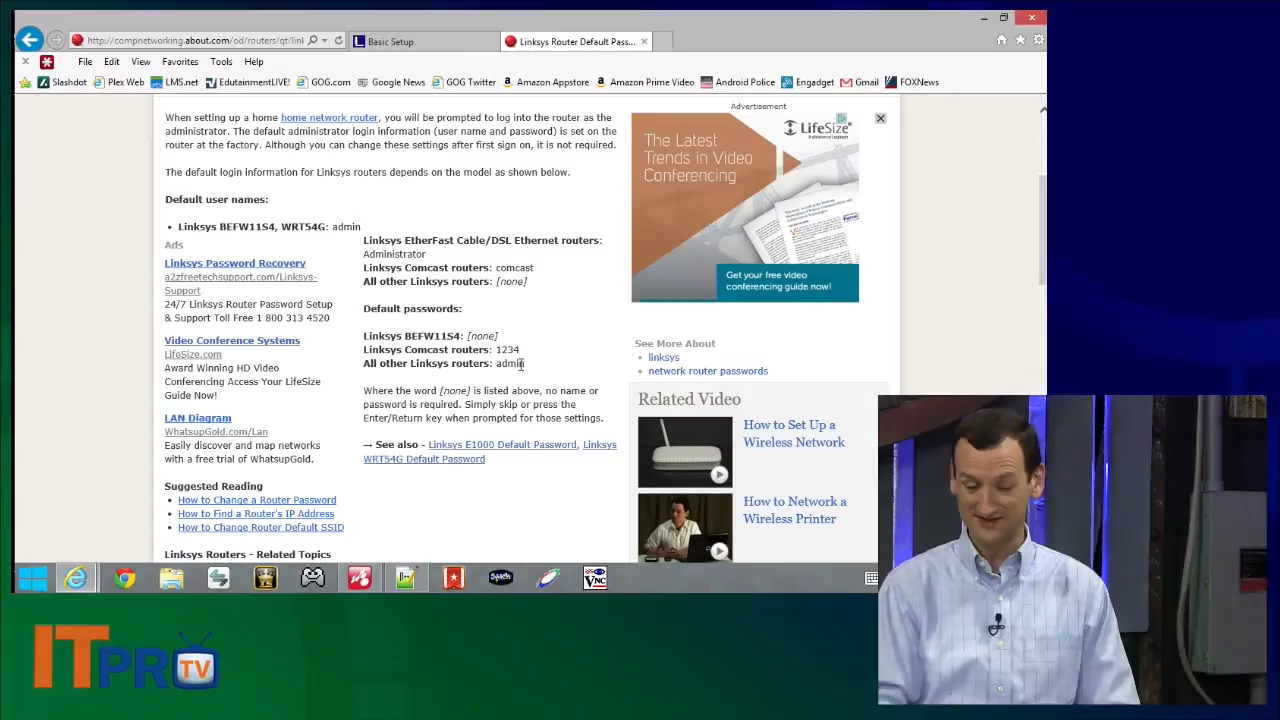 http://compnetworking.about.com/od/routers/qt/link
Basic Setup
Linksys Router Default Pass...
File Edit View Favorites Tools Help
Slashdot Plex Web LMS.net EdutainmentLIVE! GOG.com Google News GOG Twitter Amazon Appstore Amazon Prime Video Android Police Engadget Gmail FOXNews
When setting up a home home network router, you will be prompted to log into the router as the
administrator. The default administrator login information (user name and password) is set on the
router at the factory. Although you can change these settings after first sign on, it is not required.
The default login information for Linksys routers depends on the model as shown below.
Default user names:
• Linksys BEFW11S4, WRT54G: admin
Ads
Linksys Password Recovery
a2zfreetechsupport.com/Linksys-
Support
24/7 Linksys Router Password Setup
& Support Toll Free 1 800 313 4520
Video Conference Systems
LifeSize.com
Award Winning HD Video
Conferencing Access Your LifeSize
Guide Now!
LAN Diagram
WhatsupGold.com/Lan
Easily discover and map networks
with a free trial of WhatsupGold.
Linksys EtherFast Cable/DSL Ethernet routers:
Administrator
Linksys Comcast routers: comcast
All other Linksys routers: [none]
Default passwords:
Linksys BEFW11S4: [none]
Linksys Comcast routers: 1234
All other Linksys routers: admin
Where the word [none] is listed above, no name or
password is required. Simply skip or press the
Enter/Return key when prompted for those settings.
→ See also - Linksys E1000 Default Password, Linksys
WRT54G Default Password
Suggested Reading
• How to Change a Router Password
• How to Find a Router's IP Address
• How to Change Router Default SSID
Linksys Routers - Related Topics
Advertisement
LifeSize
The Latest
Trends in Video
Conferencing
Get your free video
conferencing guide now!
See More About
• linksys
• network router passwords
Related Video
How to Set Up a
Wireless Network
How to Network a
Wireless Printer
VNC
ITPRO
TV